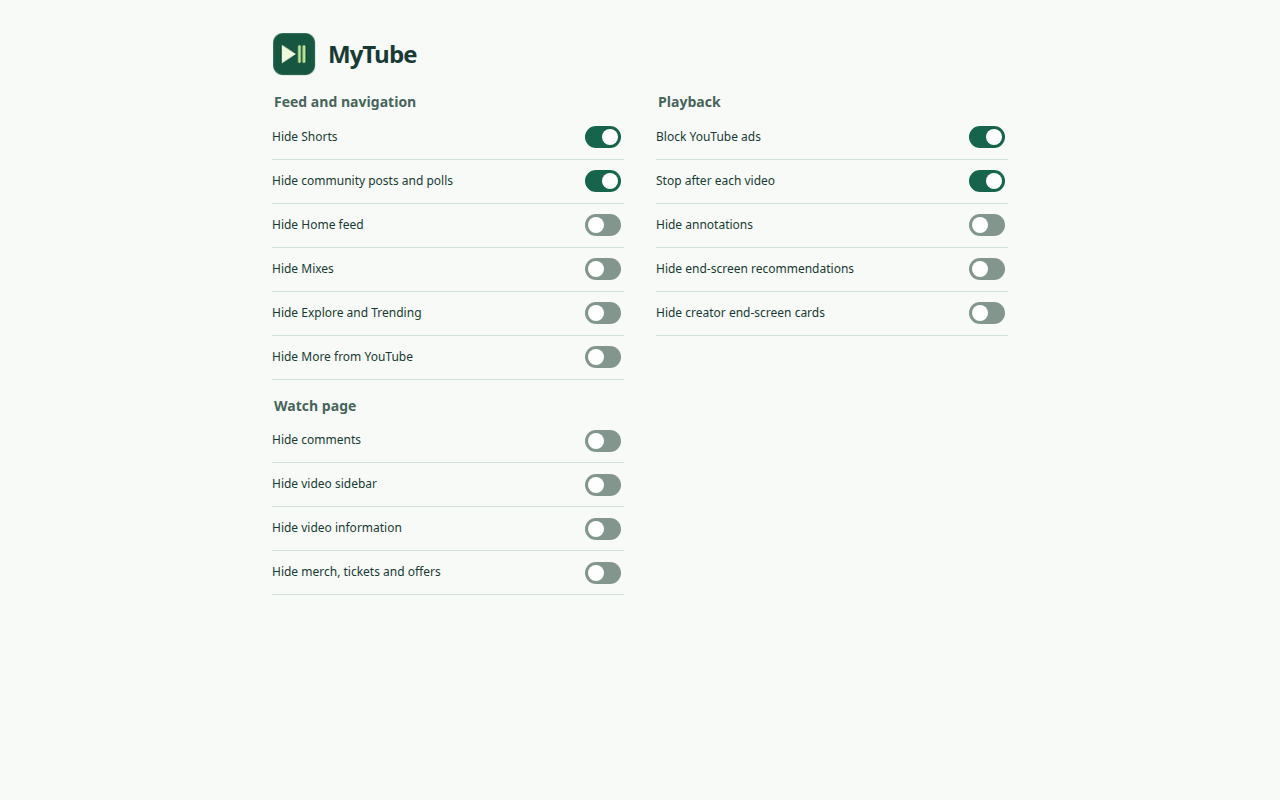 MyTube
Feed and navigation
Hide Shorts
Hide community posts and polls
Hide Home feed
Hide Mixes
Hide Explore and Trending
Hide More from YouTube
Watch page
Hide comments
Hide video sidebar
Hide video information
Hide merch, tickets and offers
Playback
Block YouTube ads
Stop after each video
Hide annotations
Hide end-screen recommendations
Hide creator end-screen cards